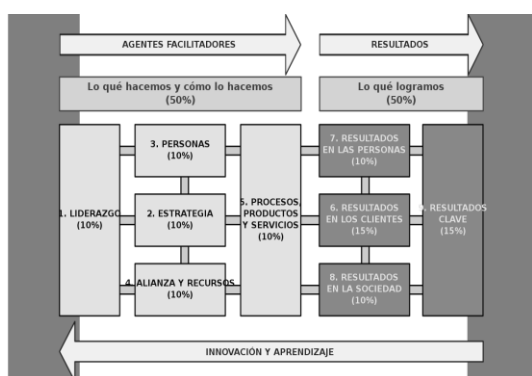 AGENTES FACILITADORES
RESULTADOS
Lo qué hacemos y cómo lo hacemos
(50%)
Lo qué logramos
(50%)
1. LIDERAZGO
(10%)
3. PERSONAS
(10%)
2. ESTRATEGIA
(10%)
4. ALIANZA Y RECURSOS
(10%)
5. PROCESOS,
PRODUCTOS
Y SERVICIOS
(10%)
7. RESULTADOS
EN LAS PERSONAS
(10%)
6. RESULTADOS
EN LOS CLIENTES
(15%)
8. RESULTADOS
EN LA SOCIEDAD
(10%)
9. RESULTADOS
CLAVE
(15%)
INNOVACIÓN Y APRENDIZAJE